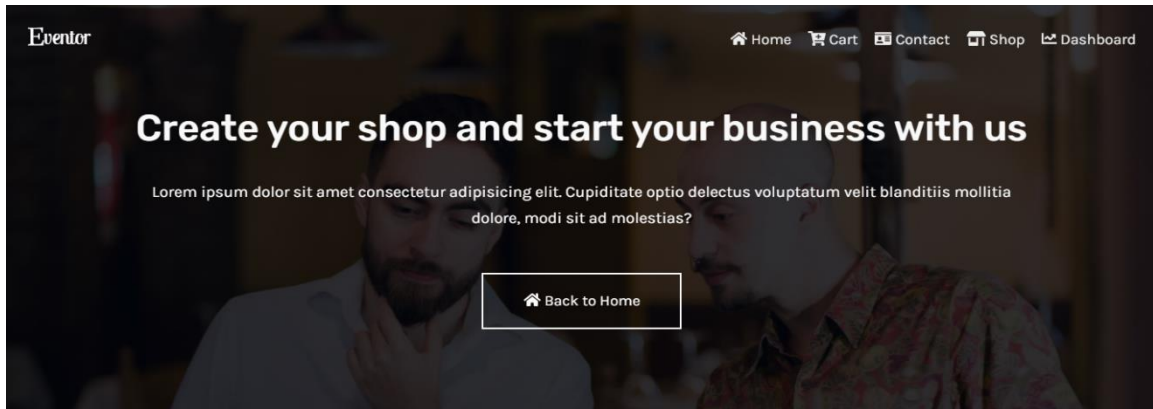 Eventor
Home Cart Contact Shop Dashboard
Create your shop and start your business with us
Lorem ipsum dolor sit amet consectetur adipisicing elit. Cupiditate optio delectus voluptatum velit blanditiis mollitia
dolore, modi sit ad molestias?
Back to Home